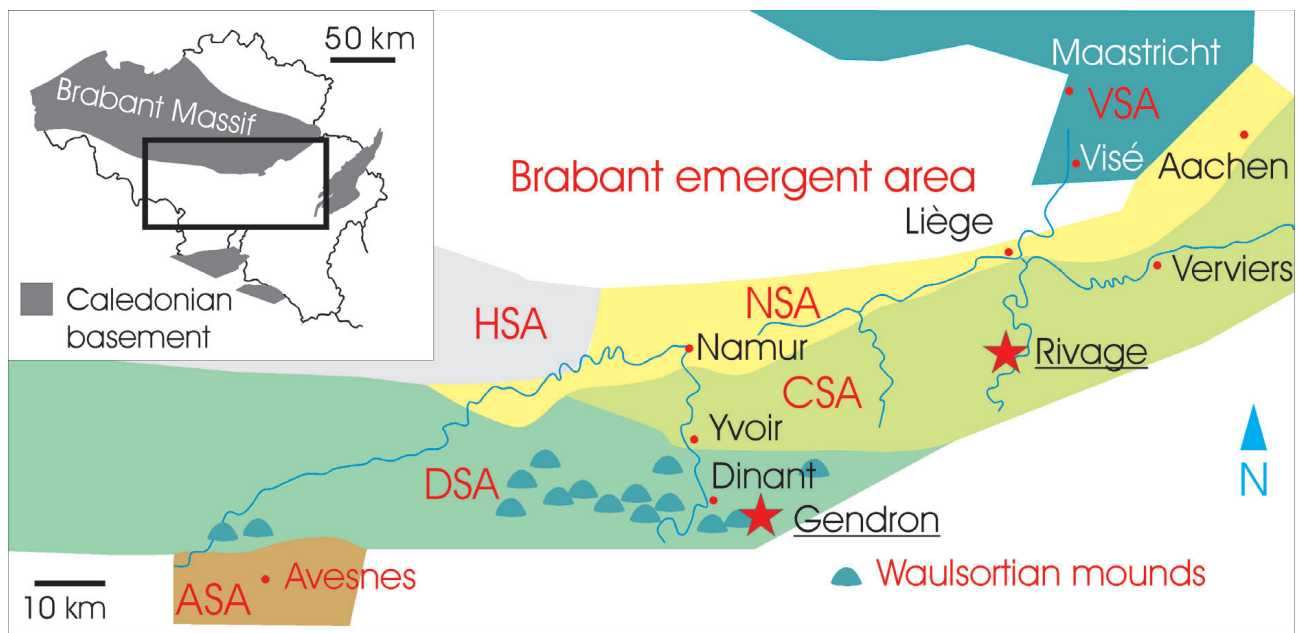 50 km
Brabant Massif
Caledonian
basement
Maastricht
VSA
Visé
Aachen
Brabant emergent area
Liège
Verviers
HSA
NSA
Namur
Rivage
CSA
Yvoir
DSA
Dinant
Gendron
N
Avesnes
ASA
Waulsortian mounds
10 km